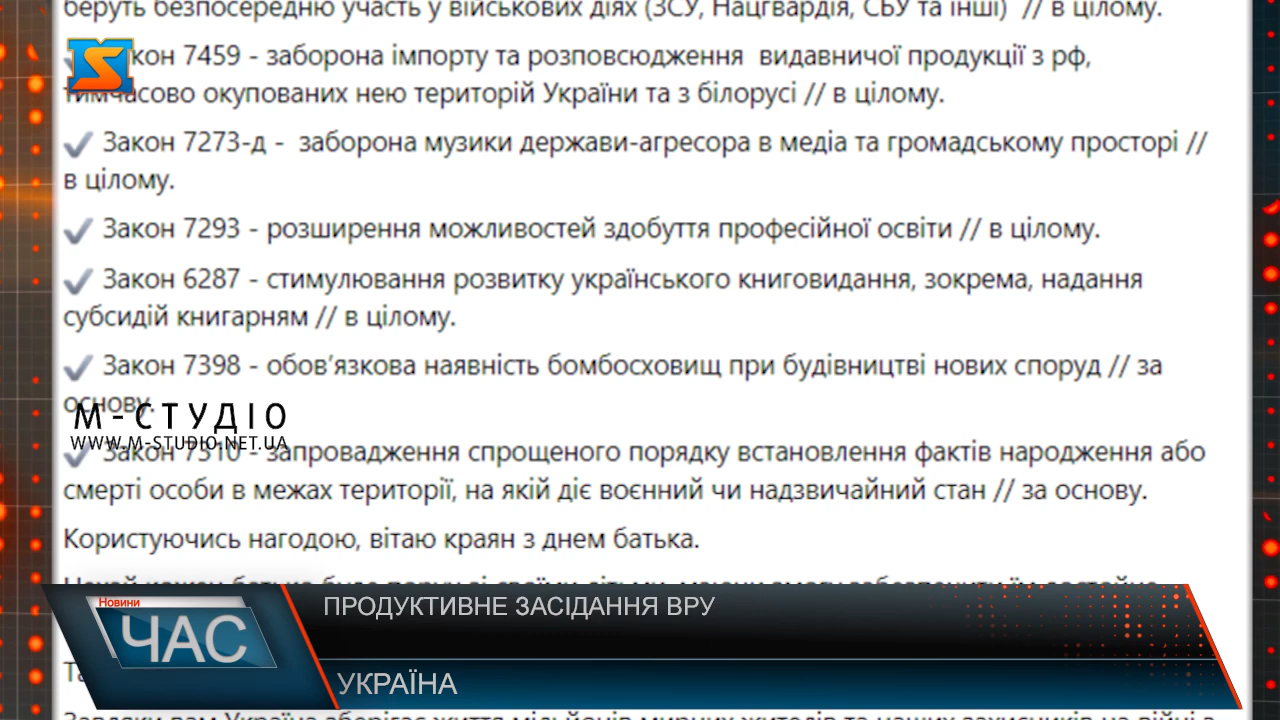 беруть безпосередню участь у військових діях (ЗСУ, Нацгвардія, СБУ та інші) // в цілому.
кон 7459 - заборона імпорту та розповсюдження видавничої продукції з рф,
тимчасово окупованих нею територій України та з білорусі // в цілому.
Закон 7273-д - заборона музики держави-агресора в медіа та громадському просторі //
в цілому.
Закон 7293 - розширення можливостей здобуття професійної освіти // в цілому.
Закон 6287 - стимулювання розвитку українського книговидання, зокрема, надання
субсидій книгарням // в цілому.
Закон 7398 - обов’язкова наявність бомбосховищ при будівництві нових споруд // за
основу.
М-СТУДІО
WWW.M-STUDIO.NET.UA
Закон 7310 - запровадження спрощеного порядку встановлення фактів народження або
смерті особи в межах території, на якій діє воєнний чи надзвичайний стан // за основу.
Користуючись нагодою, вітаю краян з днем батька.
Новини
ЧАС
ПРОДУКТИВНЕ ЗАСІДАННЯ ВРУ
УКРАЇНА